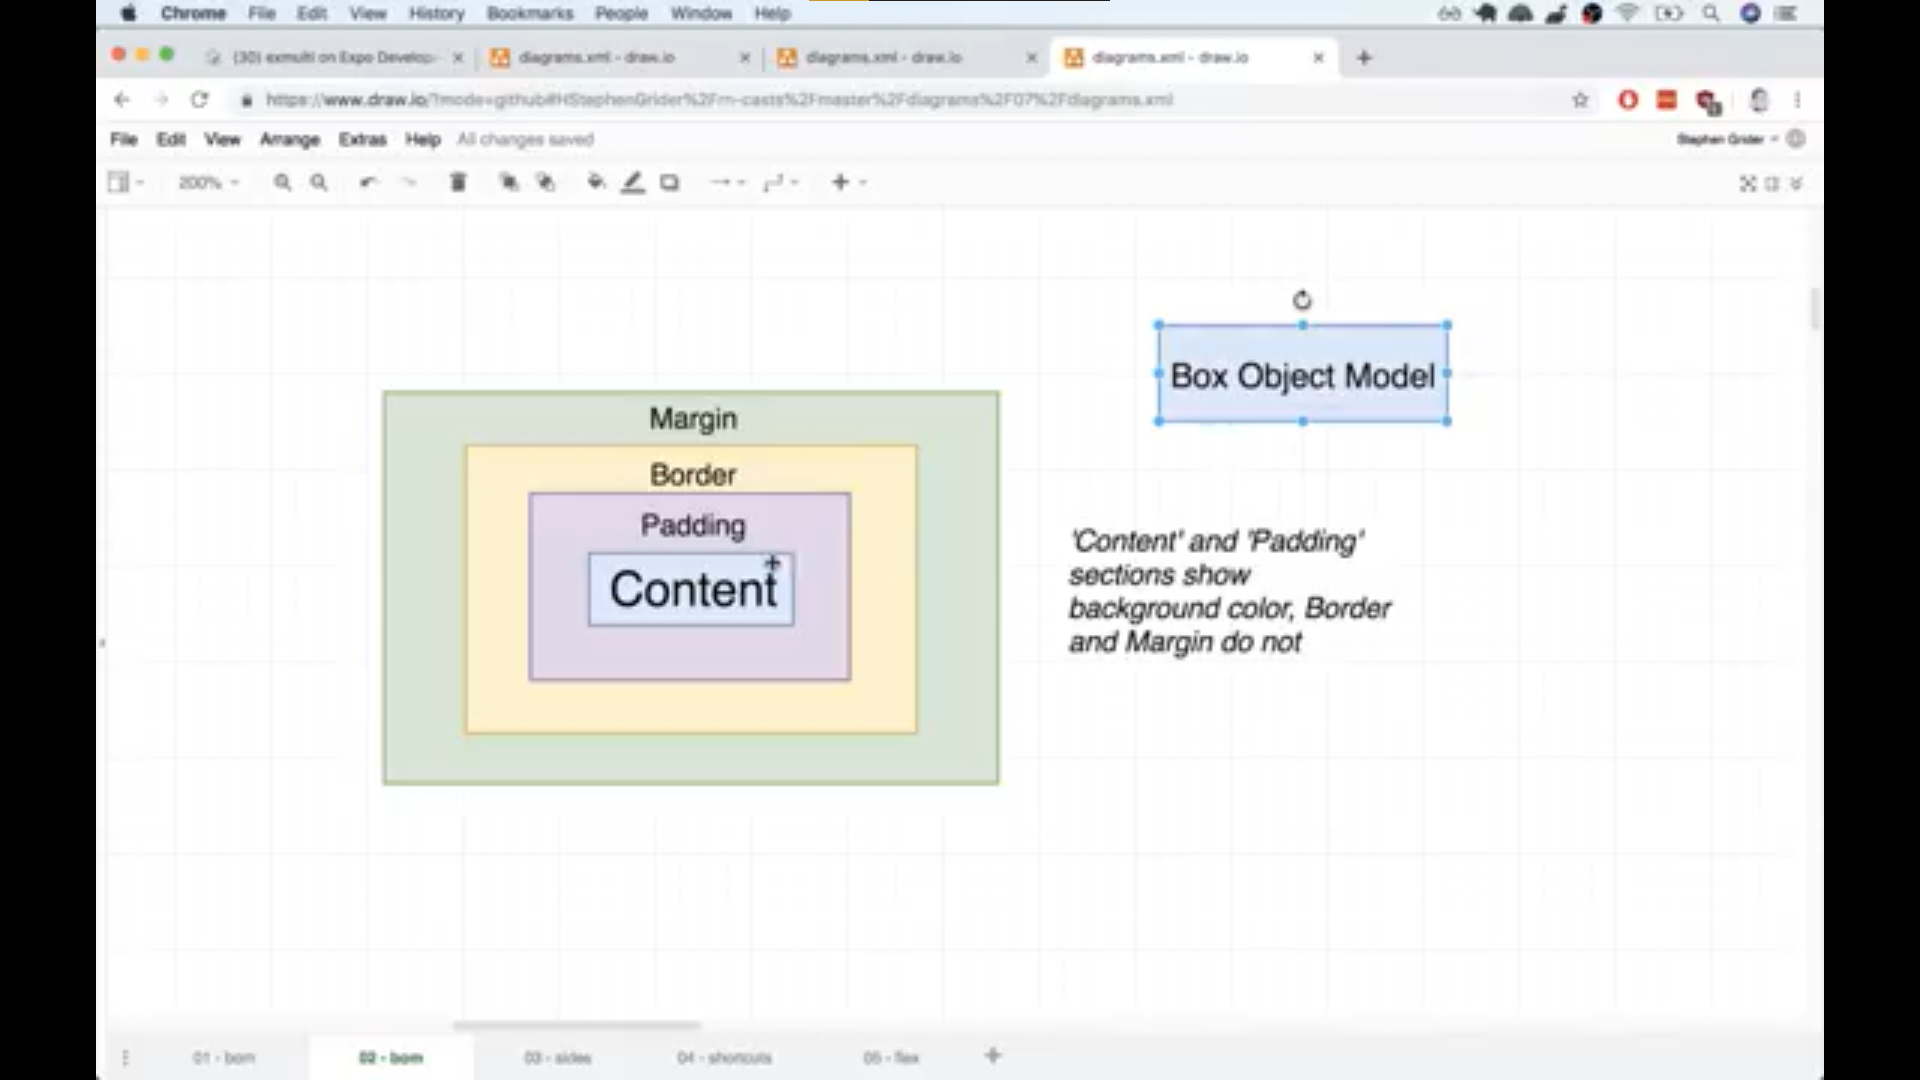 Chrome File Edit View History Bookmarks People Window Help
(30) exmulti on Expo Develop diagrams.xml - draw.io diagrams.xml - draw.io diagrams.xml - draw.io
https://www.draw.io/?mode=github#HStephenGrider%2Frn-casts%2Fmaster%2Fdiagrams%2F07%2Fdiagrams.xml
File Edit View Arrange Extras Help All changes saved Stephen Grider
200%
Box Object Model
Margin
Border
Padding
Content
'Content' and 'Padding'
sections show
background color, Border
and Margin do not
01 - bom 02 - bom 03 - sides 04 - shortcuts 05 - flex